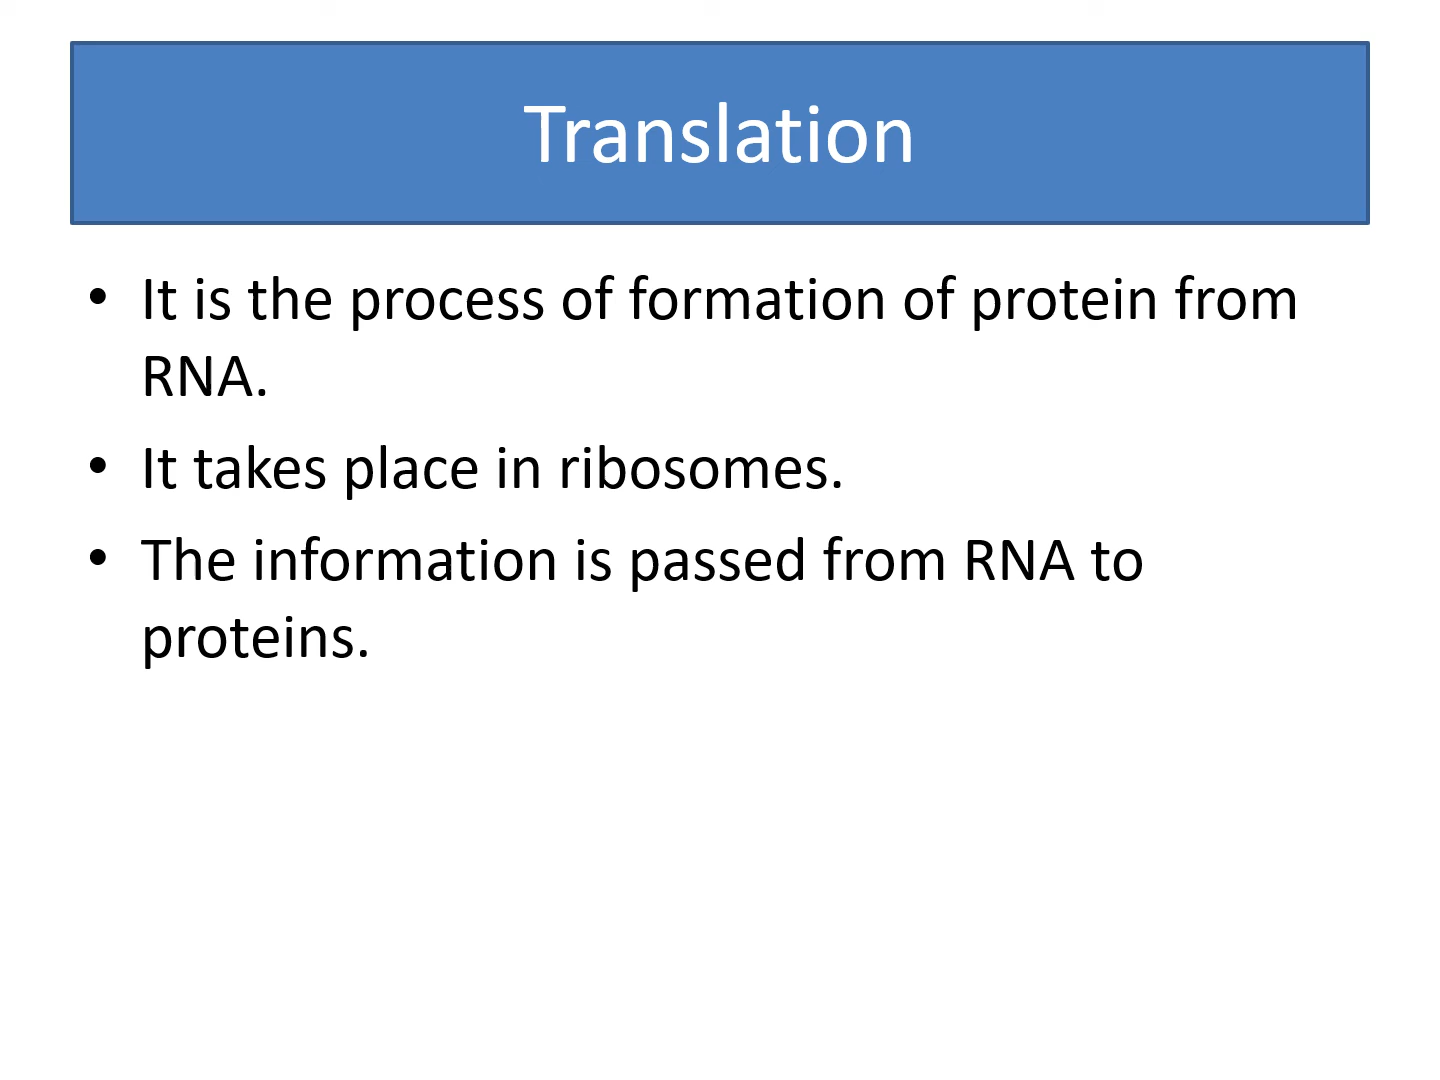 Translation
• It is the process of formation of protein from
RNA.
• It takes place in ribosomes.
• The information is passed from RNA to
proteins.